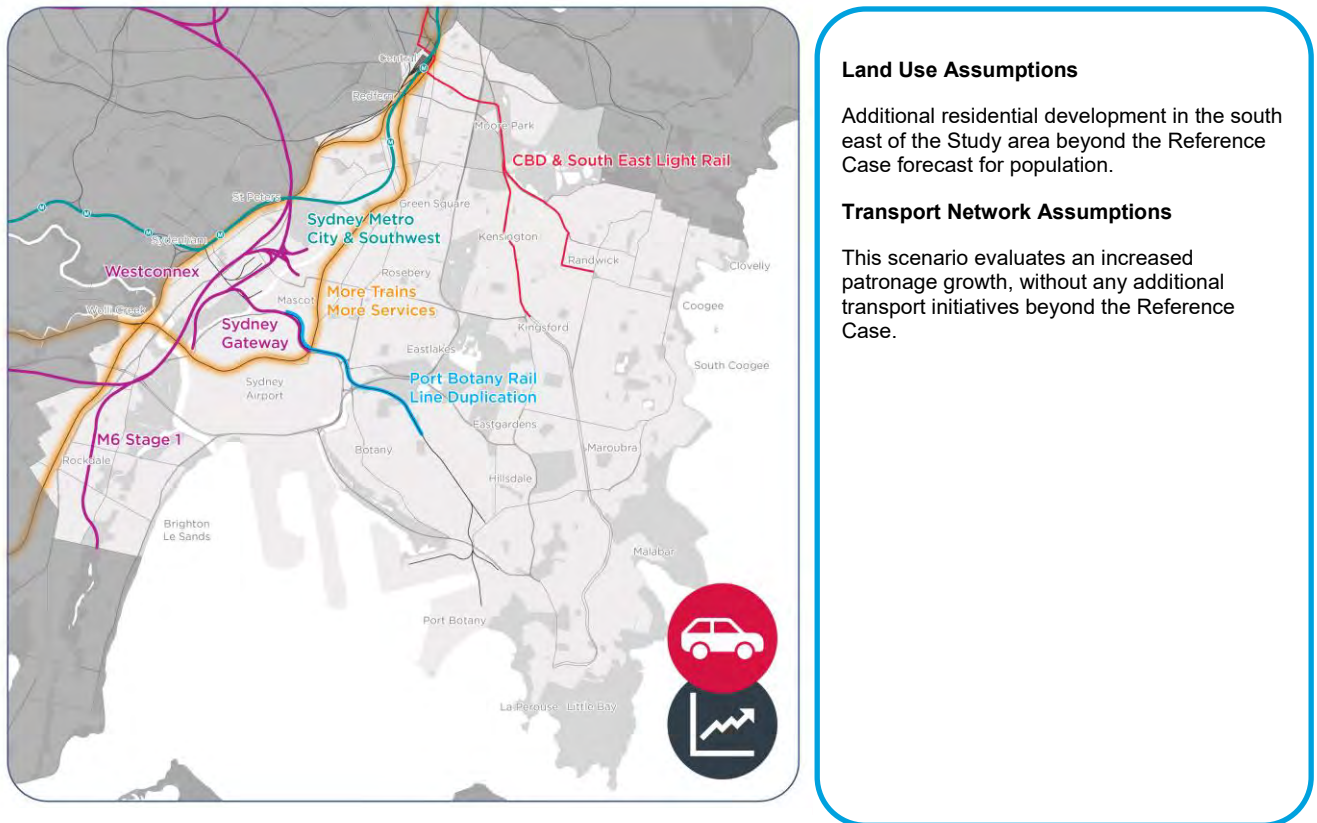 Central
Redfern
Moore Park
CBD & South East Light Rail
St Peters
Green Square
Sydney Metro
City & Southwest
Kensington
Sydenham
Randwick
Clovelly
Westconnex
Rosebery
More Trains
More Services
Mascot
Coogee
Wolli Creek
Sydney
Gateway
Kingsford
Eastlakes
South Coogee
Sydney
Airport
Port Botany Rail
Line Duplication
Eastgardens
M6 Stage 1
Botany
Maroubra
Rockdale
Hillsdale
Brighton
Le Sands
Malabar
Port Botany
La Perouse
Little Bay
Land Use Assumptions
Additional residential development in the south
east of the Study area beyond the Reference
Case forecast for population.
Transport Network Assumptions
This scenario evaluates an increased
patronage growth, without any additional
transport initiatives beyond the Reference
Case.